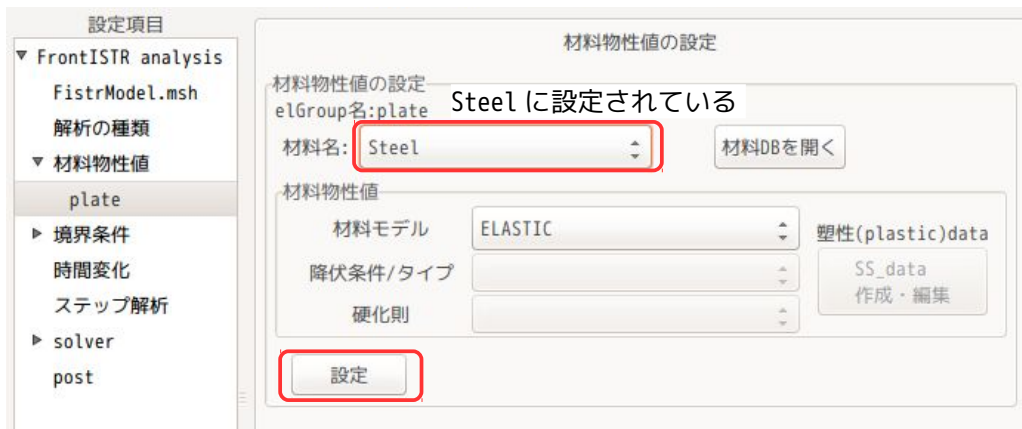 設定項目
▼ FrontISTR analysis
FistrModel.msh
解析の種類
▼ 材料物性値
plate
▶ 境界条件
時間変化
ステップ解析
▶ solver
post
材料物性値の設定
材料物性値の設定
elGroup名:plate
Steelに設定されている
材料名: Steel
材料DBを開く
材料物性値
材料モデル ELASTIC
塑性(plastic)data
降伏条件/タイプ
SS_data
作成・編集
硬化則
設定